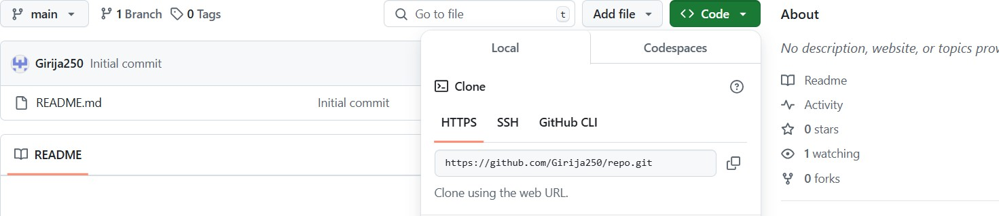 main
1 Branch
0 Tags
Go to file
t
Add file
Code
Girija250 Initial commit
README.md Initial commit
README
Local
Codespaces
Clone
HTTPS
SSH
GitHub CLI
https://github.com/Girija250/repo.git
Clone using the web URL.
About
No description, website, or topics
Readme
Activity
0 stars
1 watching
0 forks